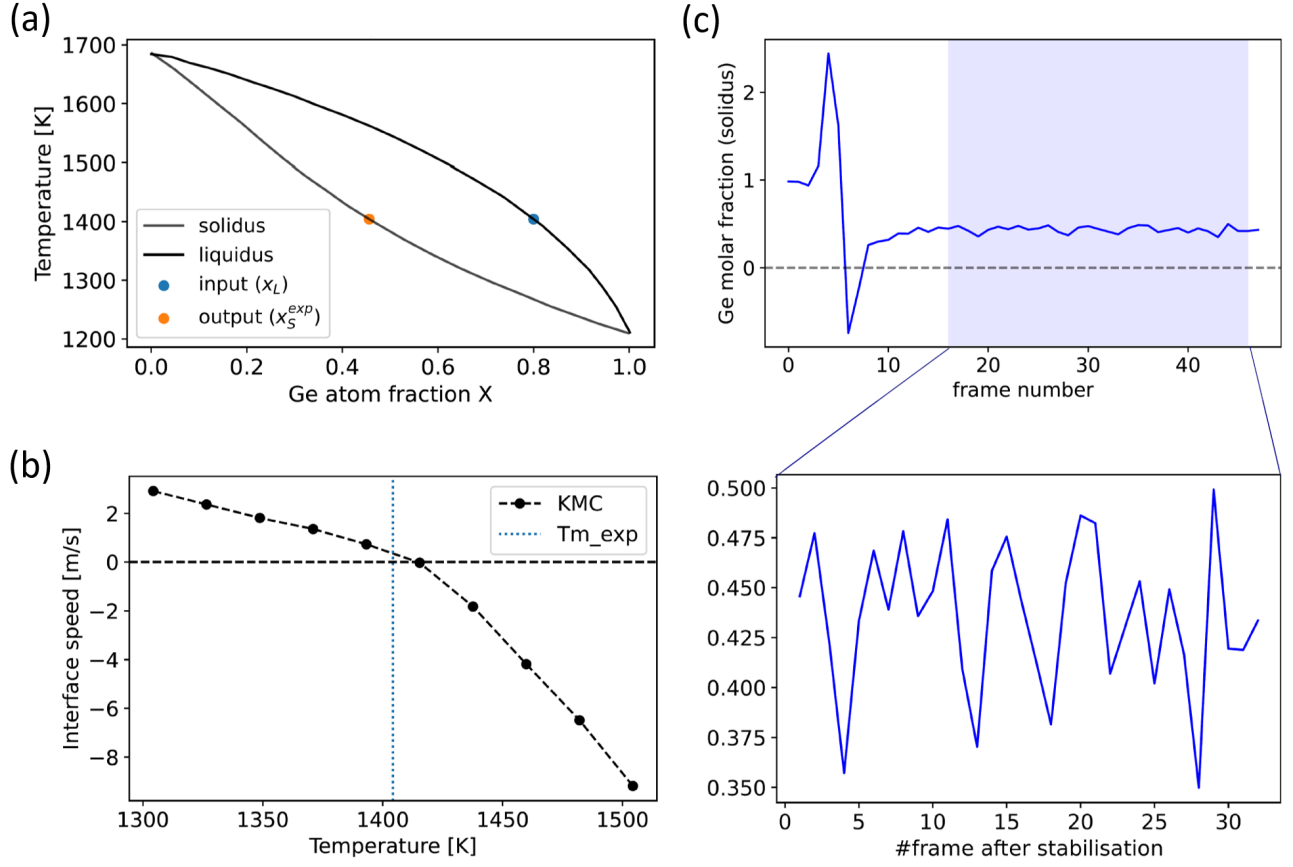 (a)
1700
1600
1500
1400
1300
1200
Temperature [K]
solidus
liquidus
input (x_L)
output (x_S^{exp})
0.0 0.2 0.4 0.6 0.8 1.0
Ge atom fraction X
(b)
2
0
−2
−4
−6
−8
Interface speed [m/s]
KMC
Tm_exp
1300 1350 1400 1450 1500
Temperature [K]
(c)
2
1
0
Ge molar fraction (solidus)
0 10 20 30 40
frame number
0.500
0.475
0.450
0.425
0.400
0.375
0.350
0 5 10 15 20 25 30
#frame after stabilisation